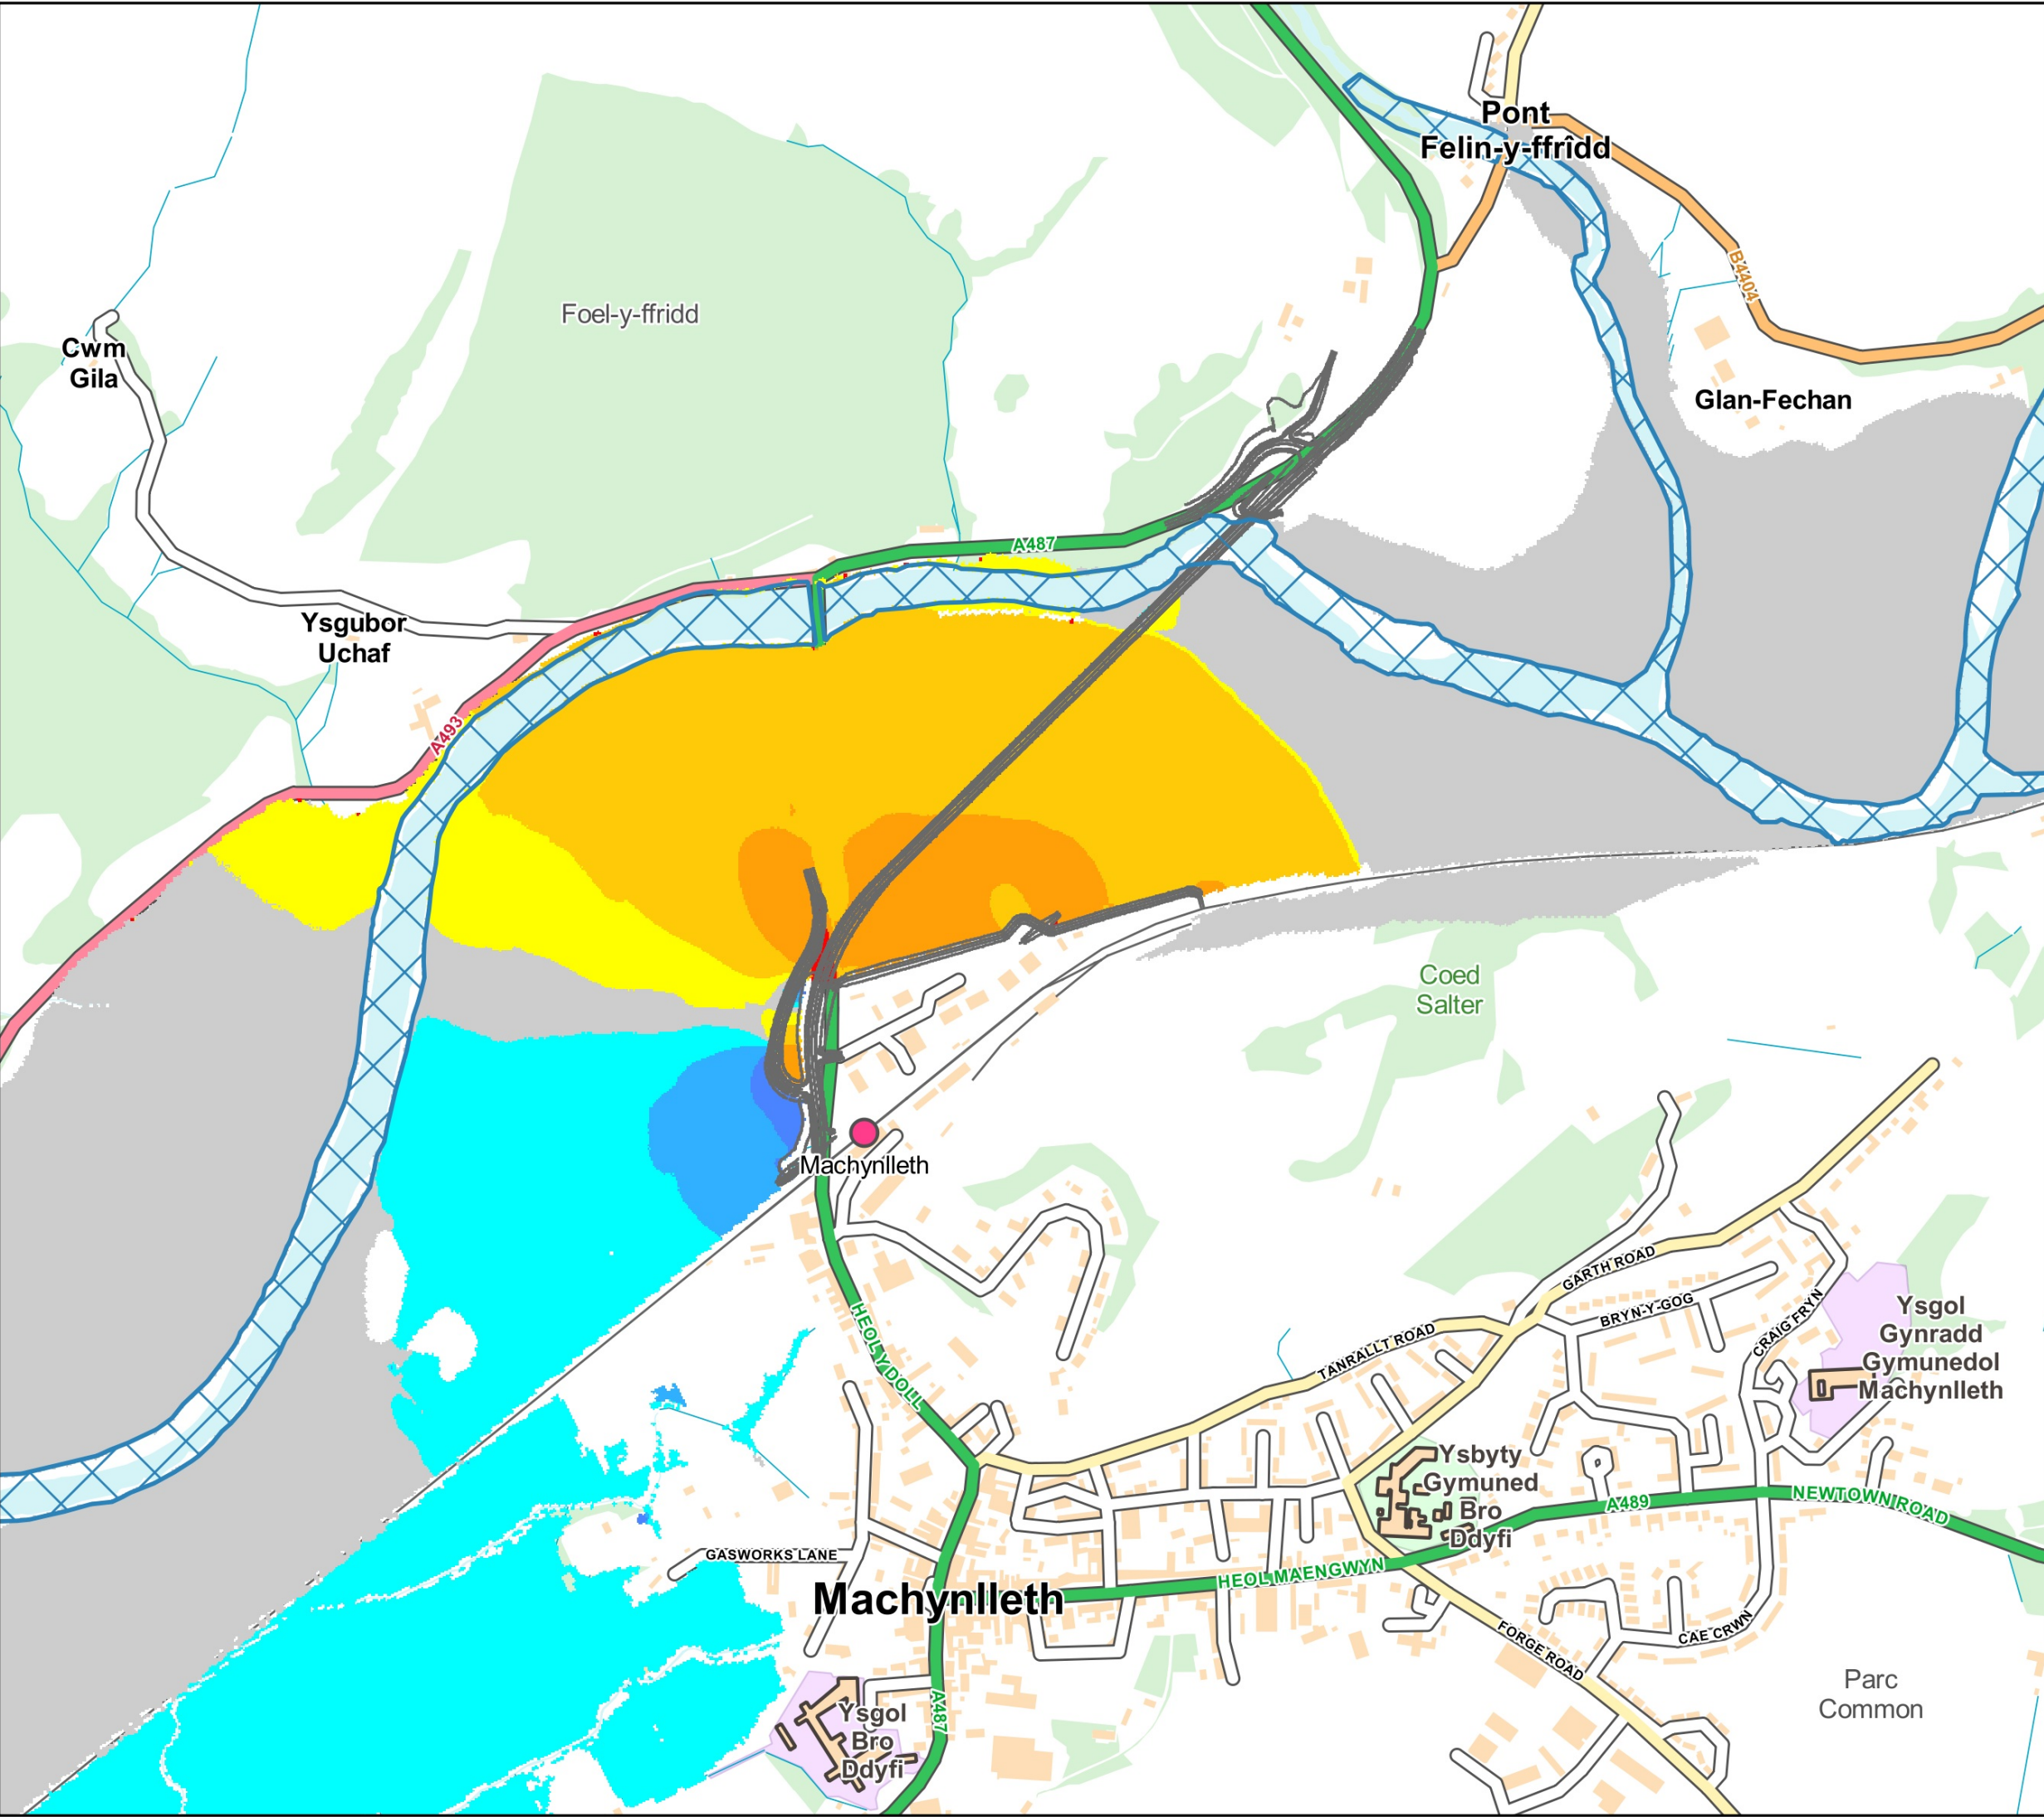 Pont
Felin-y-ffrîdd
B4404
Foel-y-ffridd
Cwm
Gila
Glan-Fechan
A487
Ysgubor
Uchaf
A493
Coed
Salter
Machynlleth
GARTH ROAD
BRYN-Y-GOG
CRAIG FRYN
Ysgol
Gynradd
Gymunedol
Machynlleth
HEOL Y DOLL
TANRALLT ROAD
Ysbyty
Gymuned
Bro
Ddyfi
A489
NEWTOWN ROAD
GASWORKS LANE
HEOL MAENGWYN
Machynlleth
FORGE ROAD
CAE CRWN
Parc
Common
A487
Ysgol
Bro
Ddyfi